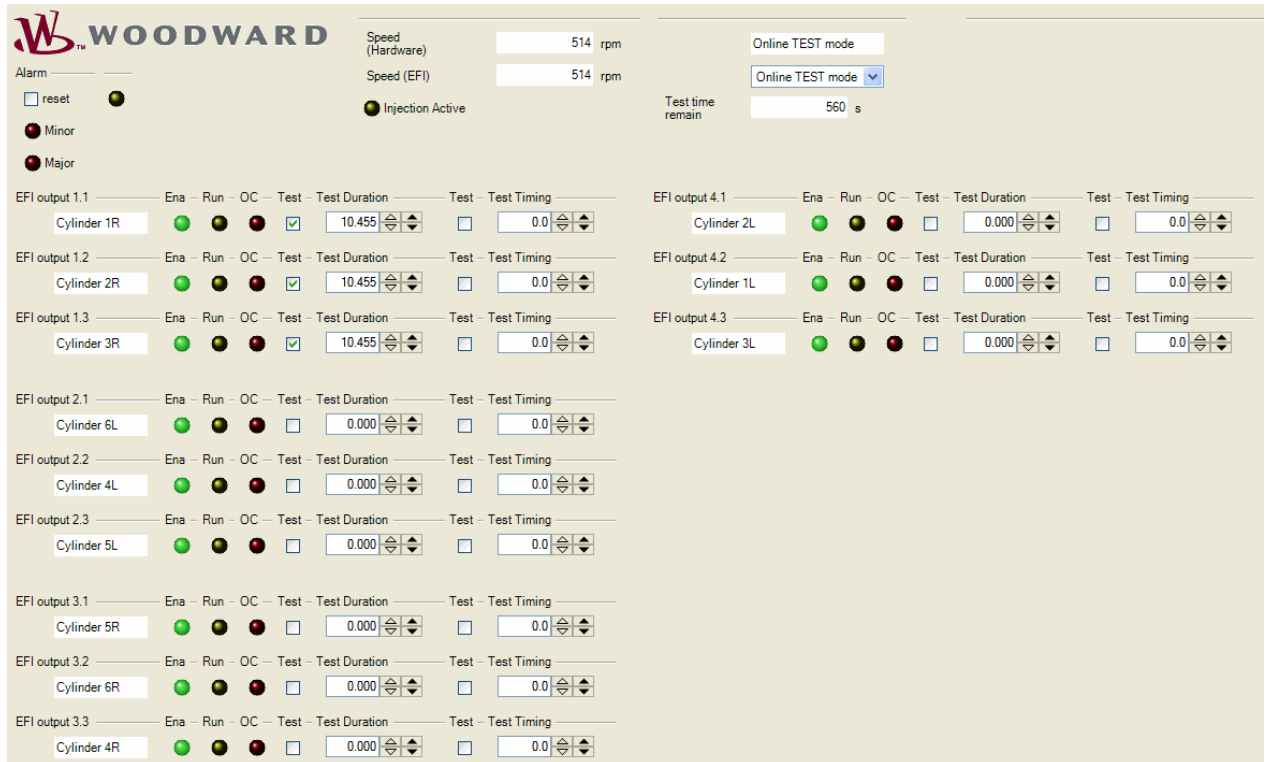 WOODWARD™
Speed (Hardware) 514 rpm Online TEST mode
Alarm Speed (EFI) 514 rpm Online TEST mode
reset Injection Active Test time remain 560 s
Minor
Major
EFI output 1.1 Ena Run OC Test Test Duration Test Test Timing EFI output 4.1 Ena Run OC Test Test Duration Test Test Timing
Cylinder 1R 10.455 0.0 Cylinder 2L 0.000 0.0
EFI output 1.2 Ena Run OC Test Test Duration Test Test Timing EFI output 4.2 Ena Run OC Test Test Duration Test Test Timing
Cylinder 2R 10.455 0.0 Cylinder 1L 0.000 0.0
EFI output 1.3 Ena Run OC Test Test Duration Test Test Timing EFI output 4.3 Ena Run OC Test Test Duration Test Test Timing
Cylinder 3R 10.455 0.0 Cylinder 3L 0.000 0.0
EFI output 2.1 Ena Run OC Test Test Duration Test Test Timing
Cylinder 6L 0.000 0.0
EFI output 2.2 Ena Run OC Test Test Duration Test Test Timing
Cylinder 4L 0.000 0.0
EFI output 2.3 Ena Run OC Test Test Duration Test Test Timing
Cylinder 5L 0.000 0.0
EFI output 3.1 Ena Run OC Test Test Duration Test Test Timing
Cylinder 5R 0.000 0.0
EFI output 3.2 Ena Run OC Test Test Duration Test Test Timing
Cylinder 6R 0.000 0.0
EFI output 3.3 Ena Run OC Test Test Duration Test Test Timing
Cylinder 4R 0.000 0.0